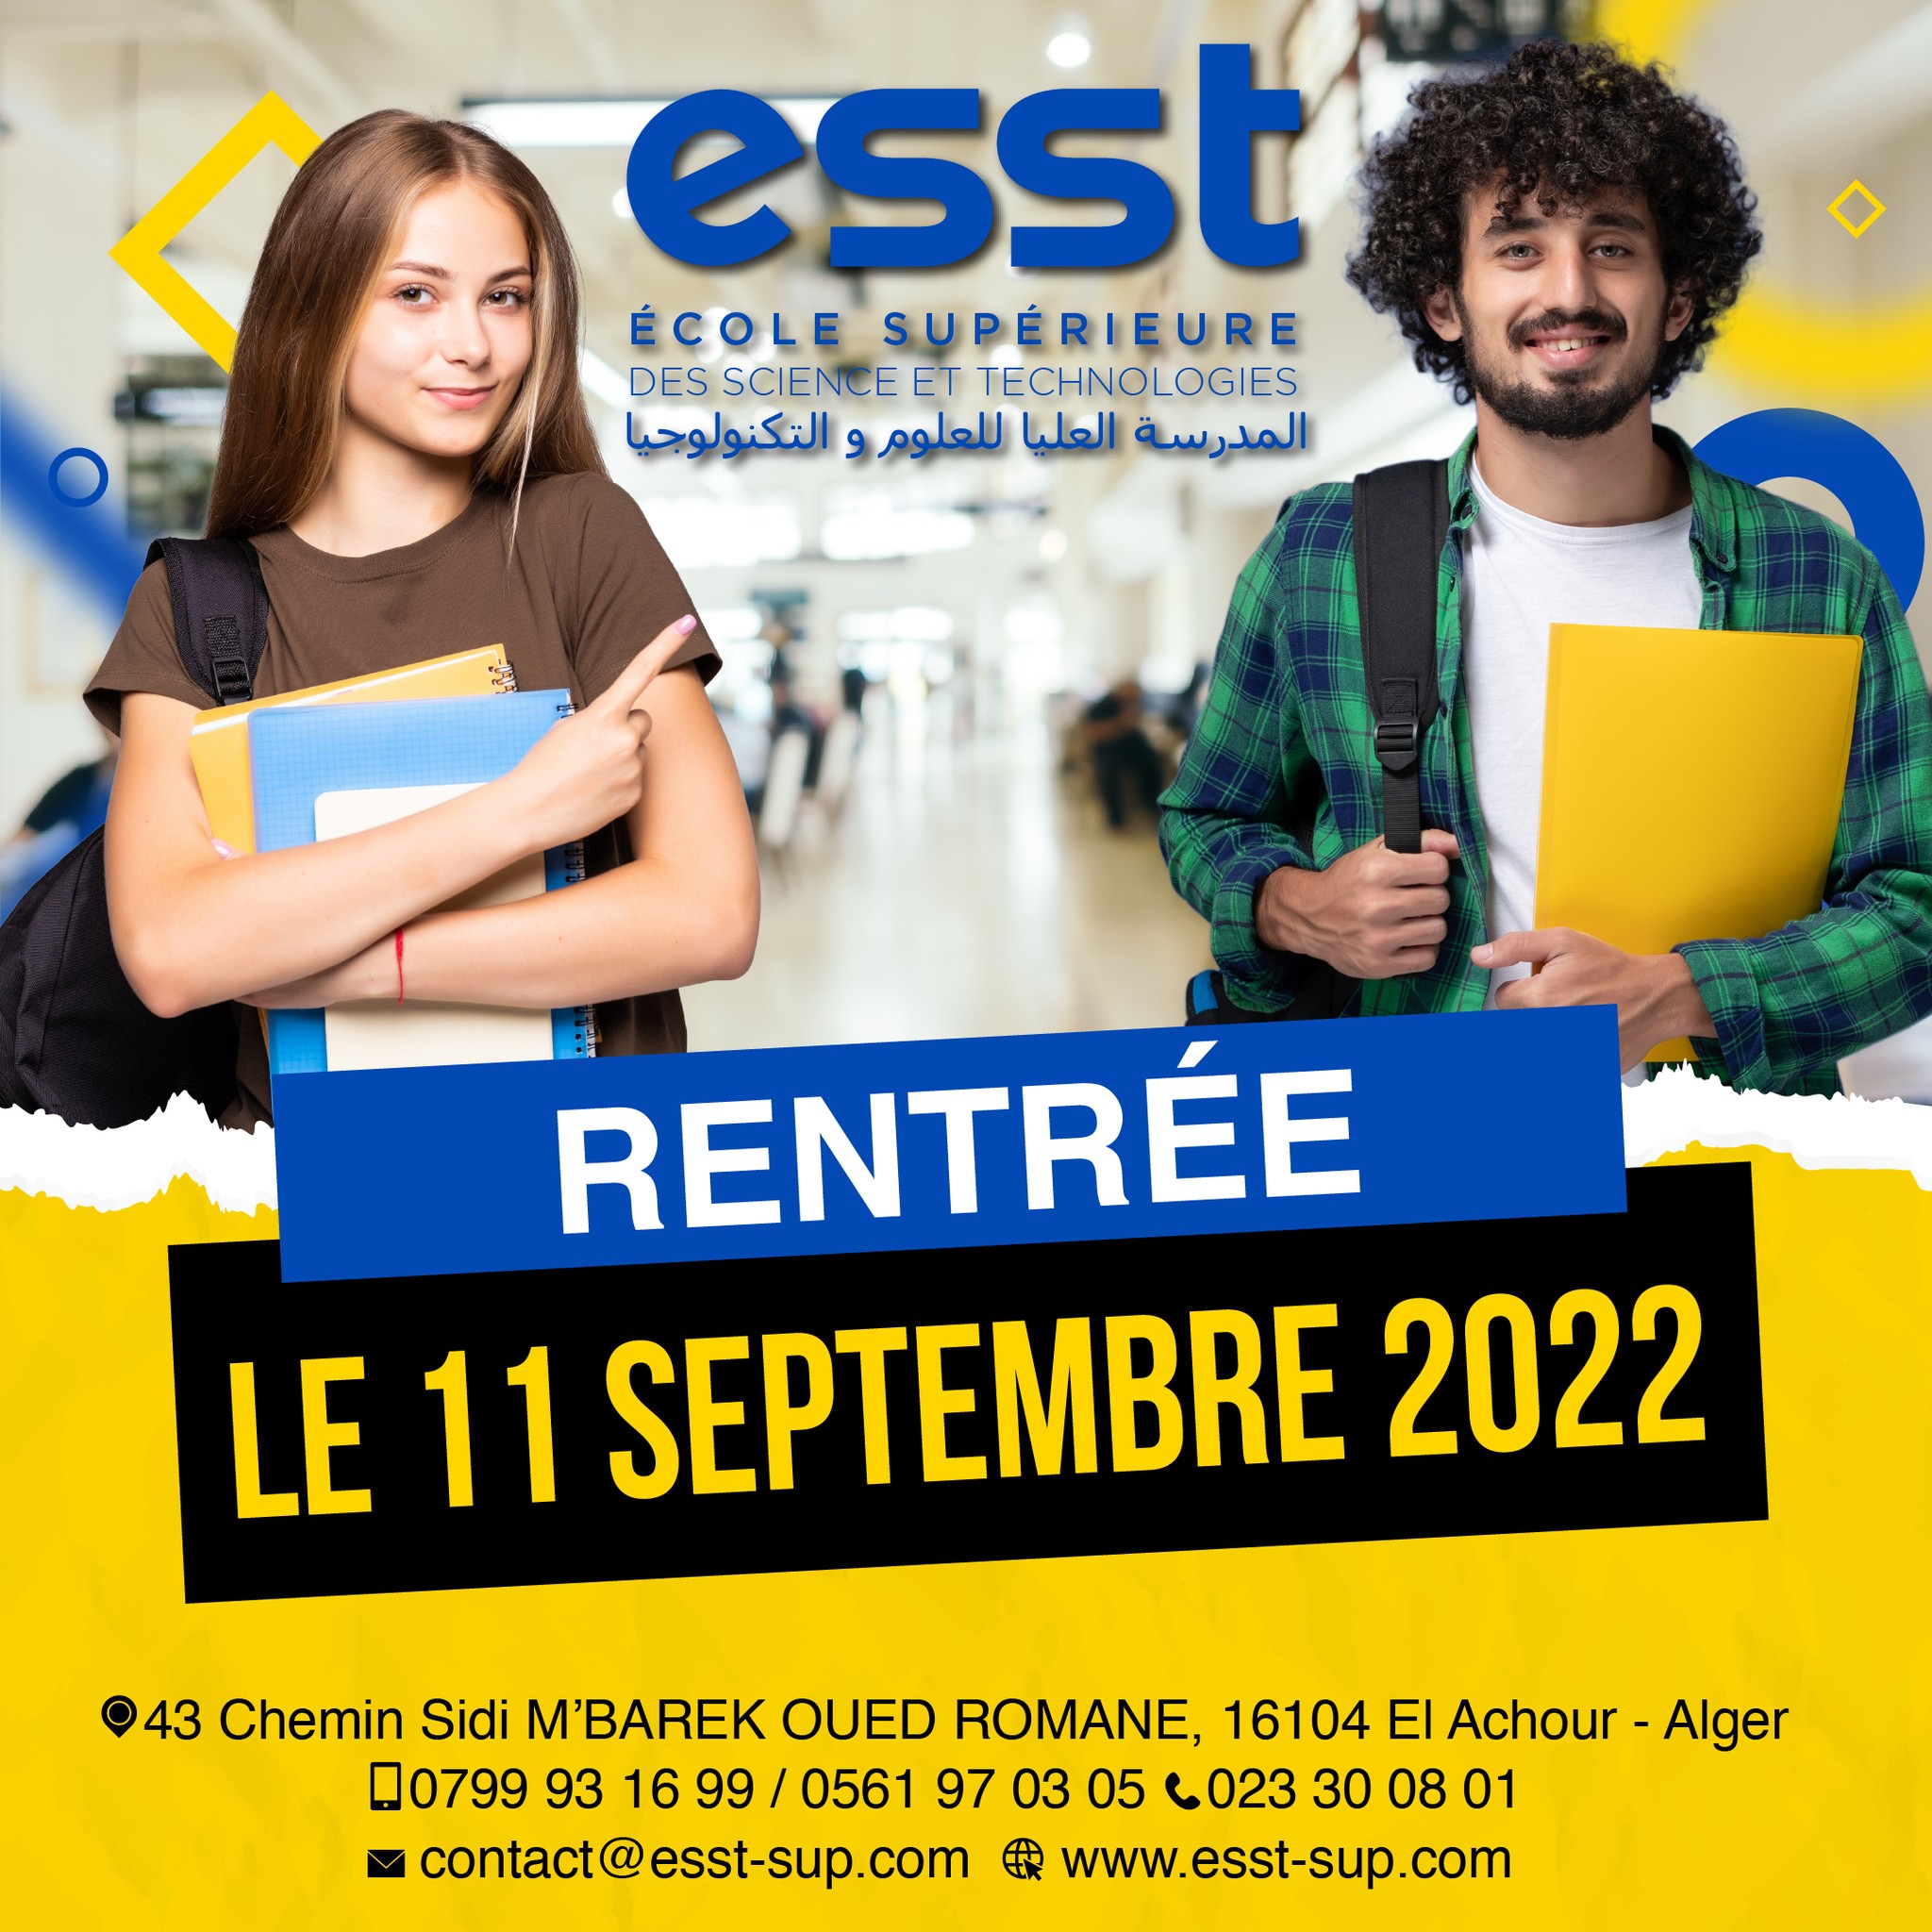 esst
ÉCOLE SUPÉRIEURE
DES SCIENCE ET TECHNOLOGIES
المدرسة العليا للعلوم و التكنولوجيا
RENTRÉE
LE 11 SEPTEMBRE 2022
43 Chemin Sidi M’BAREK OUED ROMANE, 16104 El Achour - Alger
0799 93 16 99 / 0561 97 03 05 023 30 08 01
contact@esst-sup.com www.esst-sup.com